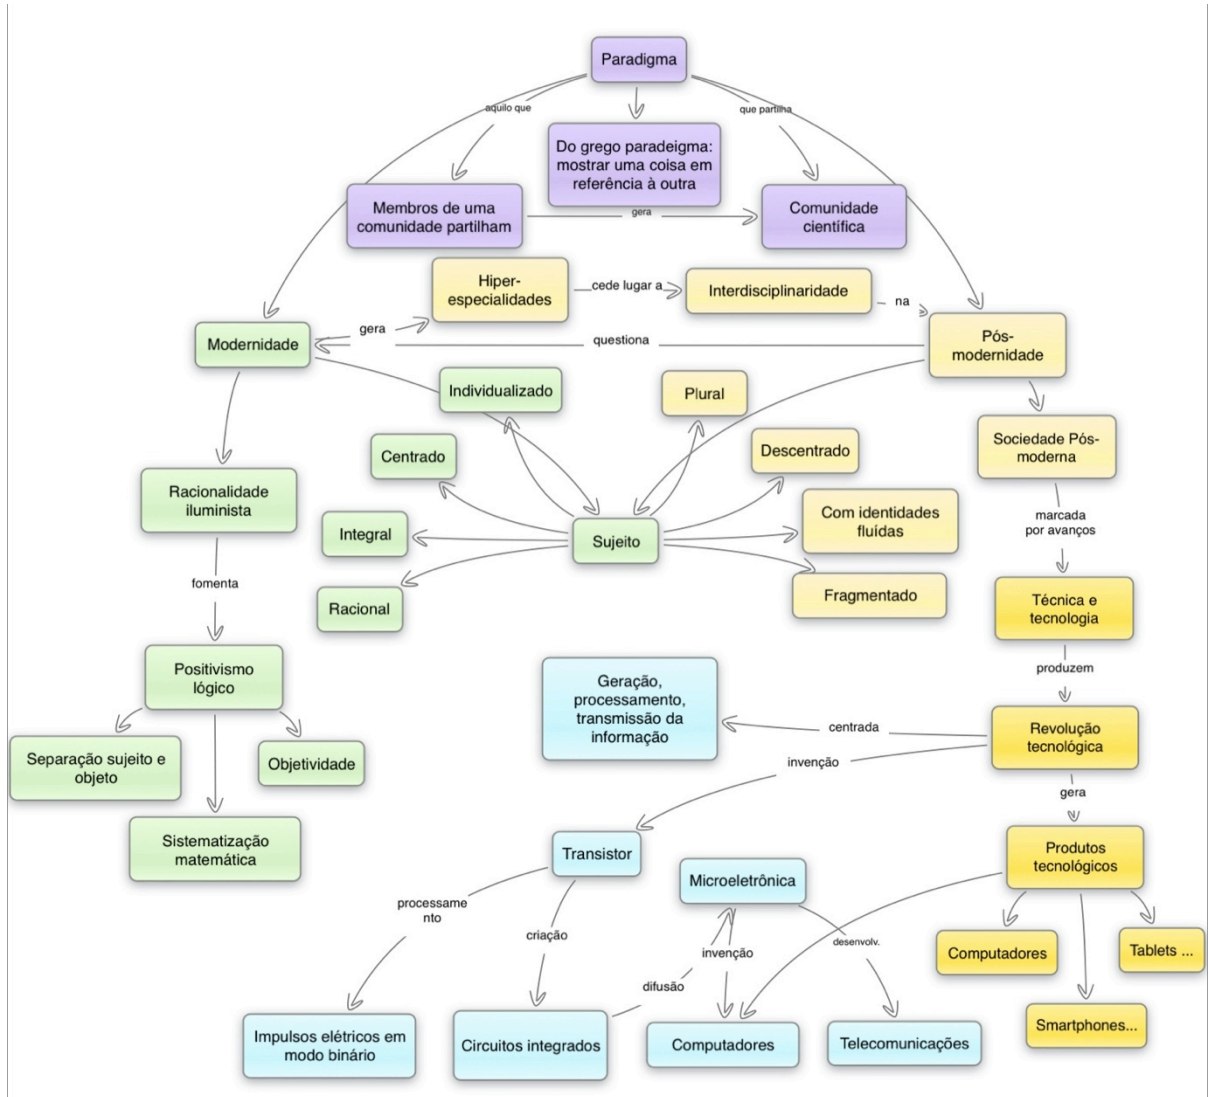 Paradigma
aquilo que
que partilha
Do grego paradeigma:
mostrar uma coisa em
referência à outra
Membros de uma
comunidade partilham
gera
Comunidade
científica
Hiper-
especialidades
cede lugar a
Interdisciplinaridade
na
Modernidade
gera
questiona
Pós-
modernidade
Individualizado
Plural
Centrado
Descentrado
Sociedade Pós-
moderna
Racionalidade
iluminista
Integral
Sujeito
Com identidades
fluídas
marcada
por avanços
fomenta
Racional
Fragmentado
Técnica e
tecnologia
Positivismo
lógico
Geração,
processamento,
transmissão da
informação
produzem
centrada
Revolução
tecnológica
Separação sujeito e
objeto
Objetividade
invenção
gera
Sistematização
matemática
Transistor
Microeletrônica
Produtos
tecnológicos
processame
nto
criação
invenção
desenvolv.
Computadores
Tablets ...
difusão
Smartphones...
Impulsos elétricos em
modo binário
Circuitos integrados
Computadores
Telecomunicações